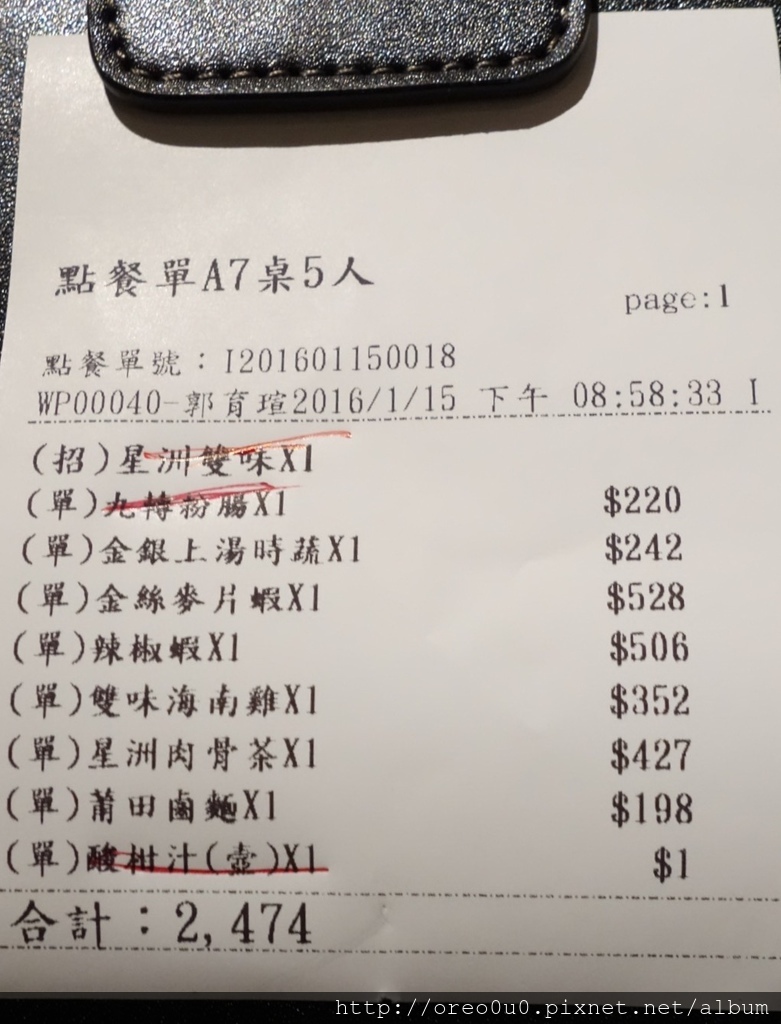 點餐單A7桌5人
page:1
點餐單號：I201601150018
WP00040-郭育瑄2016/1/15 下午 08:58:33 I
(招)星洲雙味X1
(單)九轉粉腸X1 $220
(單)金銀上湯時蔬X1 $242
(單)金絲麥片蝦X1 $528
(單)辣椒蝦X1 $506
(單)雙味海南雞X1 $352
(單)星洲肉骨茶X1 $427
(單)莆田鹵麵X1 $198
(單)酸柑汁(壺)X1 $1
合計：2,474
http://oreo0u0.pixnet.net/album